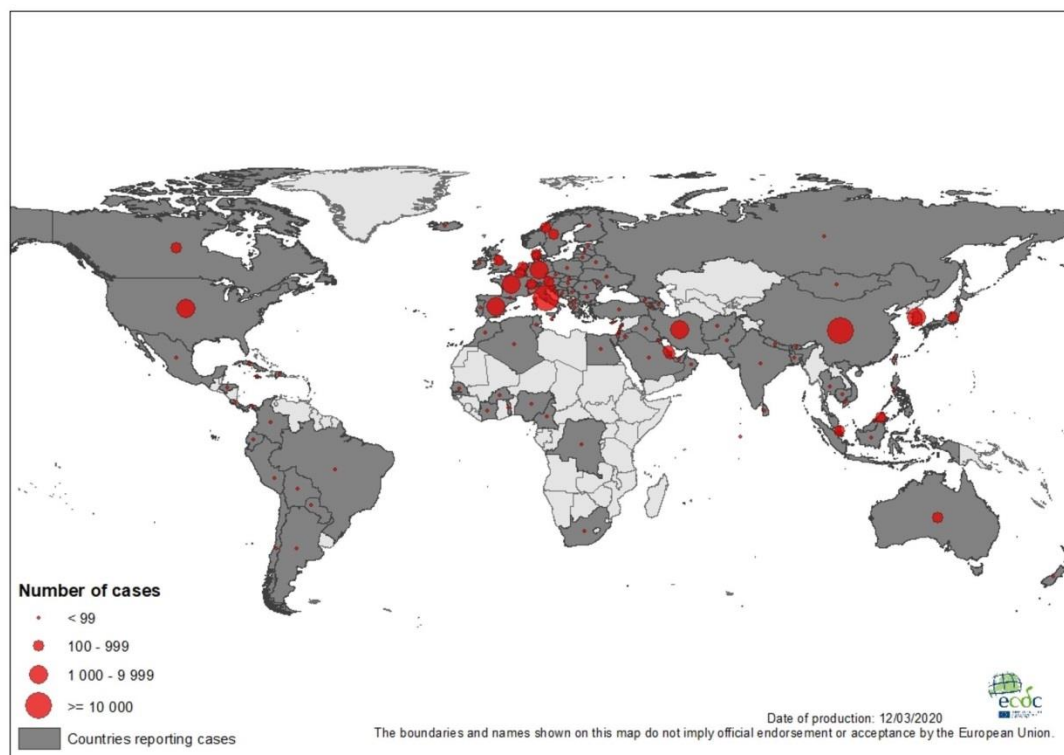 Number of cases
< 99
100 - 999
1 000 - 9 999
>= 10 000
Countries reporting cases
ecdc
Date of production: 12/03/2020
The boundaries and names shown on this map do not imply official endorsement or acceptance by the European Union.